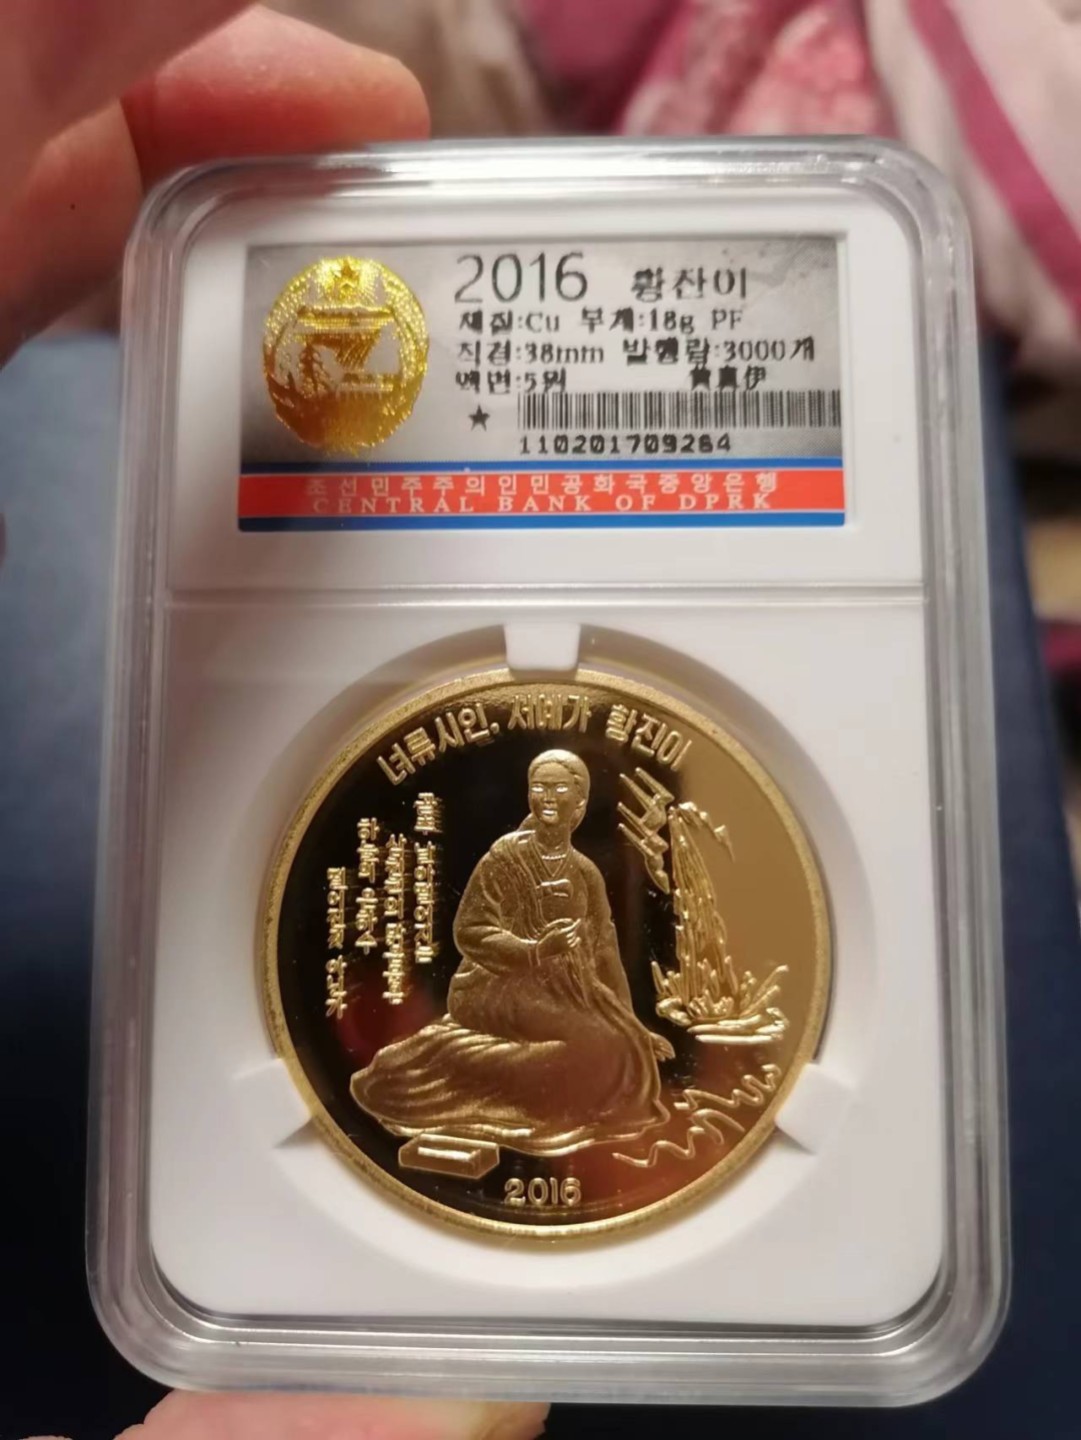 2016 황잔이
재질:Cu 부게:18g PF
직경:38mm 발행량:3000개
액면:5원 黄真伊
110201709284
조선민주주의인민공화국중앙은행
CENTRAL BANK OF DPRK
녀류시인, 서예가 황진이
2016